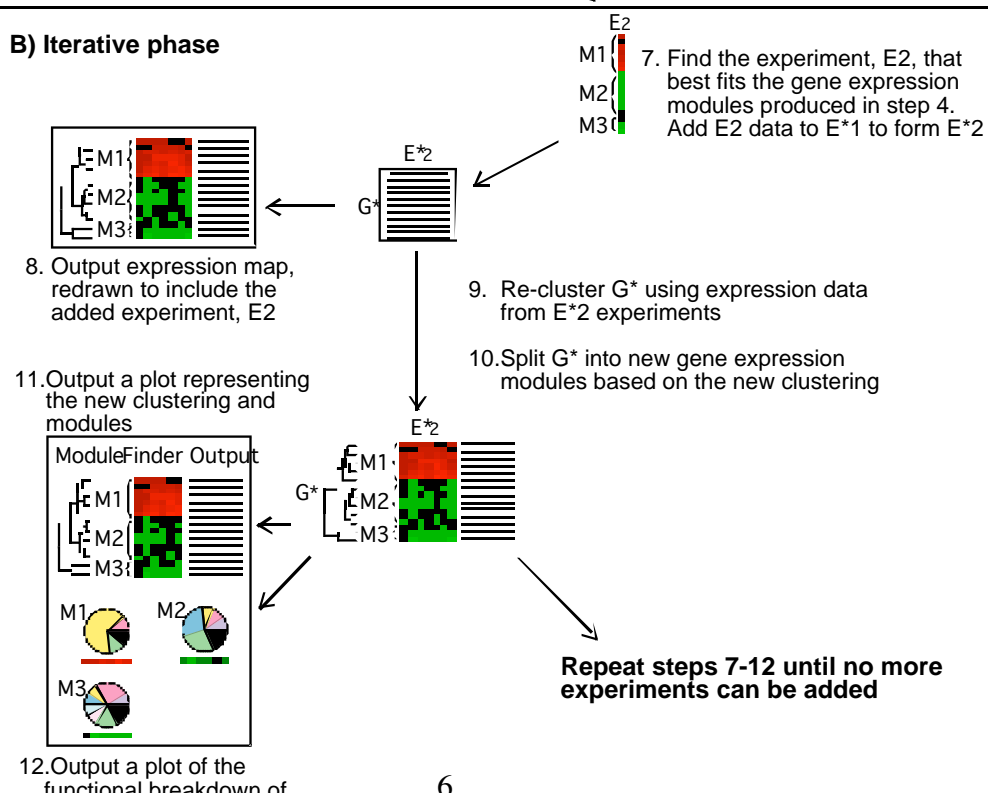 B) Iterative phase
E2
M1
M2
M3
7. Find the experiment, E2, that
best fits the gene expression
modules produced in step 4.
Add E2 data to E*1 to form E*2
M1
M2
M3
E*2
G*
8. Output expression map,
redrawn to include the
added experiment, E2
9. Re-cluster G* using expression data
from E*2 experiments
10.Split G* into new gene expression
modules based on the new clustering
11.Output a plot representing
the new clustering and
modules
E*2
G*
M1
M2
M3
ModuleFinder Output
M1
M2
M3
M1
M2
M3
Repeat steps 7-12 until no more
experiments can be added
12.Output a plot of the
functional breakdown of
6